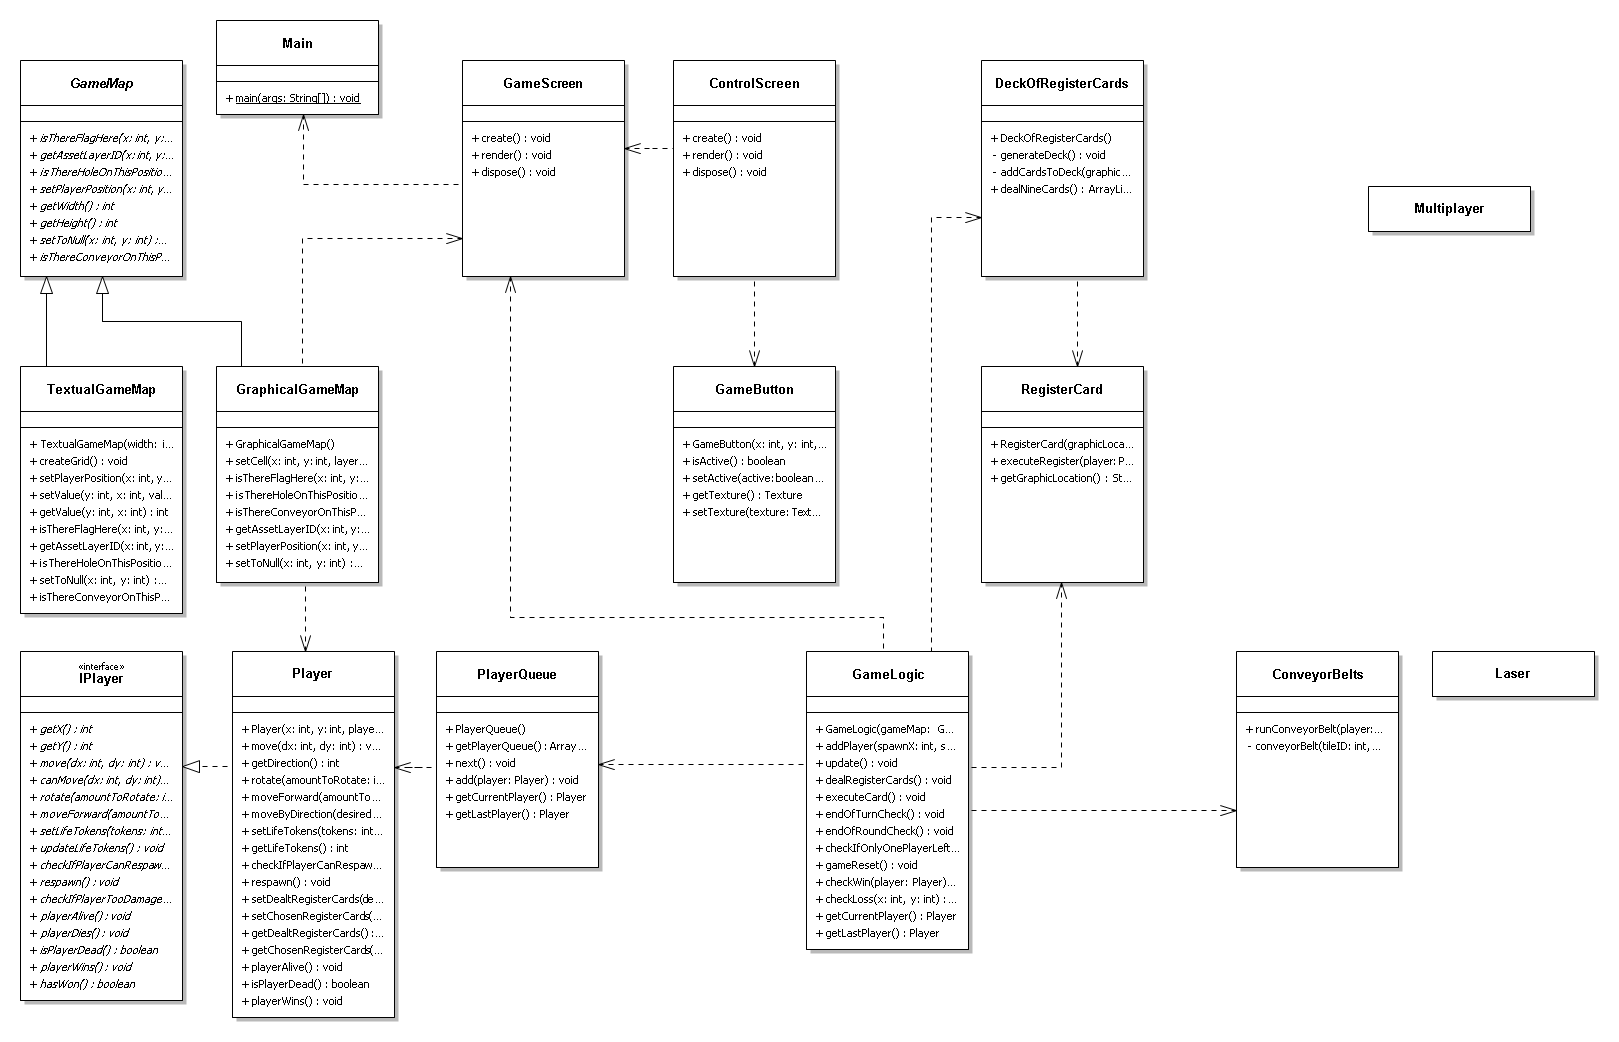 Main
+ main(args: String[]) : void
GameMap
+ isThereFlagHere(x: int, y:...
+ getAssetLayerID(x: int, y:...
+ isThereHoleOnThisPositio...
+ setPlayerPosition(x: int, y...
+ getWidth() : int
+ getHeight() : int
+ setToNull(x: int, y: int) :...
+ isThereConveyorOnThisP...
GameScreen
+ create() : void
+ render() : void
+ dispose() : void
ControlScreen
+ create() : void
+ render() : void
+ dispose() : void
DeckOfRegisterCards
+ DeckOfRegisterCards()
- generateDeck() : void
- addCardsToDeck(graphic...
+ dealNineCards() : ArrayLi...
Multiplayer
TextualGameMap
+ TextualGameMap(width: i...
+ createGrid() : void
+ setPlayerPosition(x: int, y...
+ setValue(y: int, x: int, val...
+ getValue(y: int, x: int) : int
+ isThereFlagHere(x: int, y:...
+ getAssetLayerID(x: int, y:...
+ isThereHoleOnThisPositio...
+ setToNull(x: int, y: int) :...
+ isThereConveyorOnThisP...
GraphicalGameMap
+ GraphicalGameMap()
+ setCell(x: int, y: int, layer...
+ isThereFlagHere(x: int, y:...
+ isThereHoleOnThisPositio...
+ isThereConveyorOnThisP...
+ getAssetLayerID(x: int, y:...
+ setPlayerPosition(x: int, y...
+ setToNull(x: int, y: int) :...
GameButton
+ GameButton(x: int, y: int,...
+ isActive() : boolean
+ setActive(active:boolean...
+ getTexture() : Texture
+ setTexture(texture: Text...
RegisterCard
+ RegisterCard(graphicLoca...
+ executeRegister(player: P...
+ getGraphicLocation() : St...
«interface»
IPlayer
+ getX() : int
+ getY() : int
+ move(dx: int, dy: int) : v...
+ canMove(dx: int, dy: int)...
+ rotate(amountToRotate: i...
+ moveForward(amountTo...
+ setLifeTokens(tokens: int...
+ updateLifeTokens() : void
+ checkIfPlayerCanRespaw...
+ respawn() : void
+ checkIfPlayerTooDamage...
+ playerAlive() : void
+ playerDies() : void
+ isPlayerDead() : boolean
+ playerWins() : void
+ hasWon() : boolean
Player
+ Player(x: int, y: int, playe...
+ move(dx: int, dy: int) : v...
+ getDirection() : int
+ rotate(amountToRotate: i...
+ moveForward(amountTo...
+ moveByDirection(desired...
+ setLifeTokens(tokens: int...
+ getLifeTokens() : int
+ checkIfPlayerCanRespaw...
+ respawn() : void
+ setDealtRegisterCards(de...
+ setChosenRegisterCards(...
+ getDealtRegisterCards() :...
+ getChosenRegisterCards(...
+ playerAlive() : void
+ isPlayerDead() : boolean
+ playerWins() : void
PlayerQueue
+ PlayerQueue()
+ getPlayerQueue() : Array...
+ next() : void
+ add(player: Player) : void
+ getCurrentPlayer() : Player
+ getLastPlayer() : Player
GameLogic
+ GameLogic(gameMap: G...
+ addPlayer(spawnX: int, s...
+ update() : void
+ dealRegisterCards() : void
+ executeCard() : void
+ endOfTurnCheck() : void
+ endOfRoundCheck() : void
+ checkIfOnlyOnePlayerLeft...
+ gameReset() : void
+ checkWin(player: Player)...
+ checkLoss(x: int, y: int) :...
+ getCurrentPlayer() : Player
+ getLastPlayer() : Player
ConveyorBelts
+ runConveyorBelt(player:...
- conveyorBelt(tileID: int,...
Laser